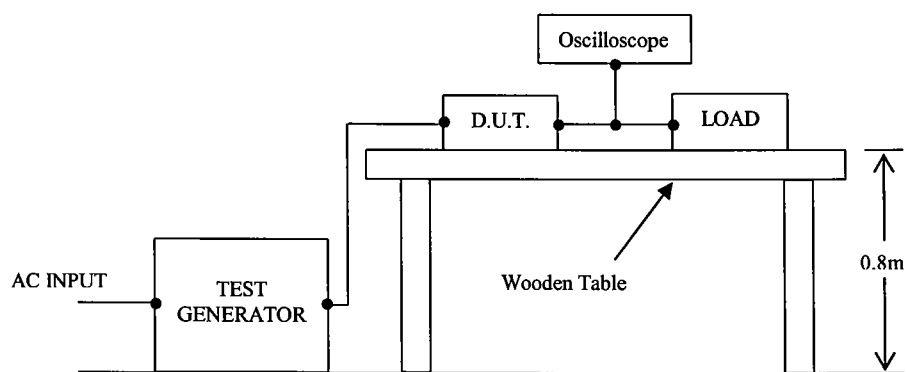 Oscilloscope
D.U.T.
LOAD
AC INPUT
TEST
GENERATOR
Wooden Table
0.8m